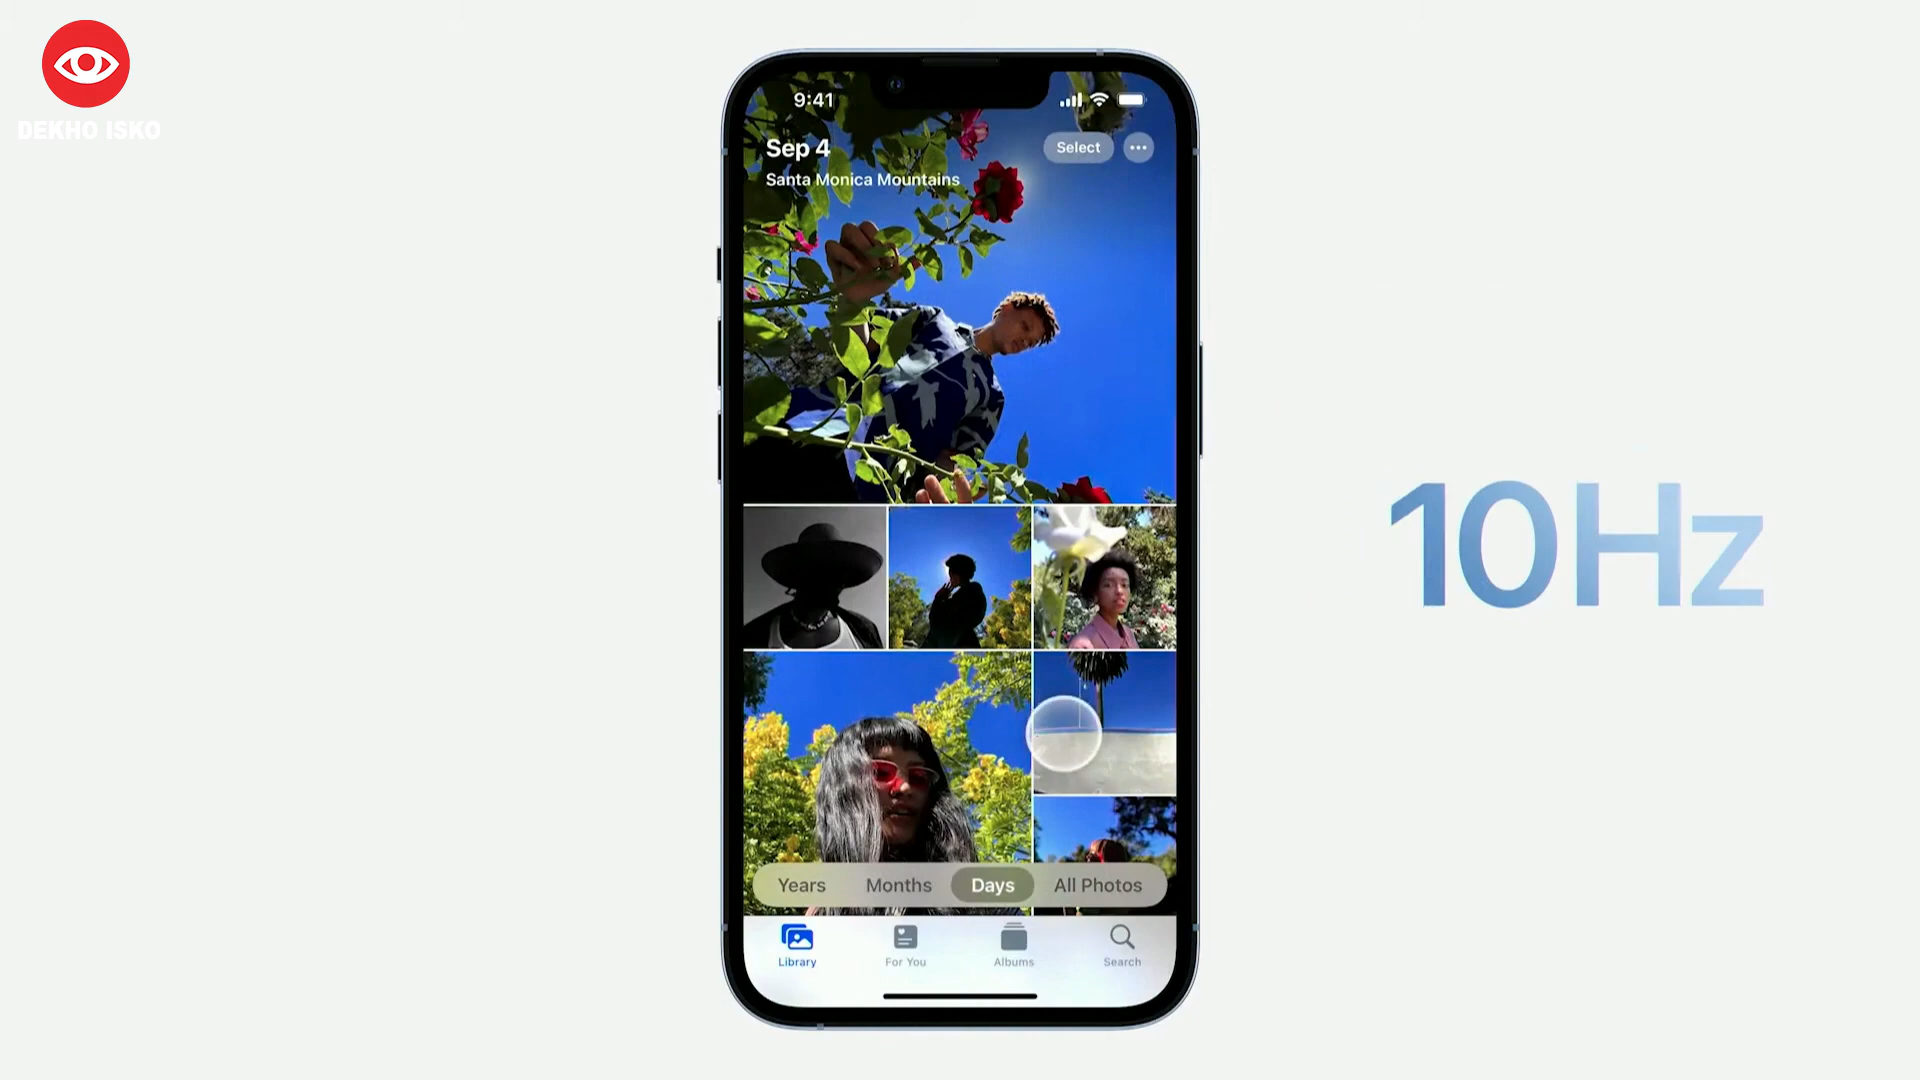 DEKHO ISKO
9:41
Sep 4
Select
Santa Monica Mountains
10Hz
Years
Months
Days
All Photos
Library
For You
Albums
Search